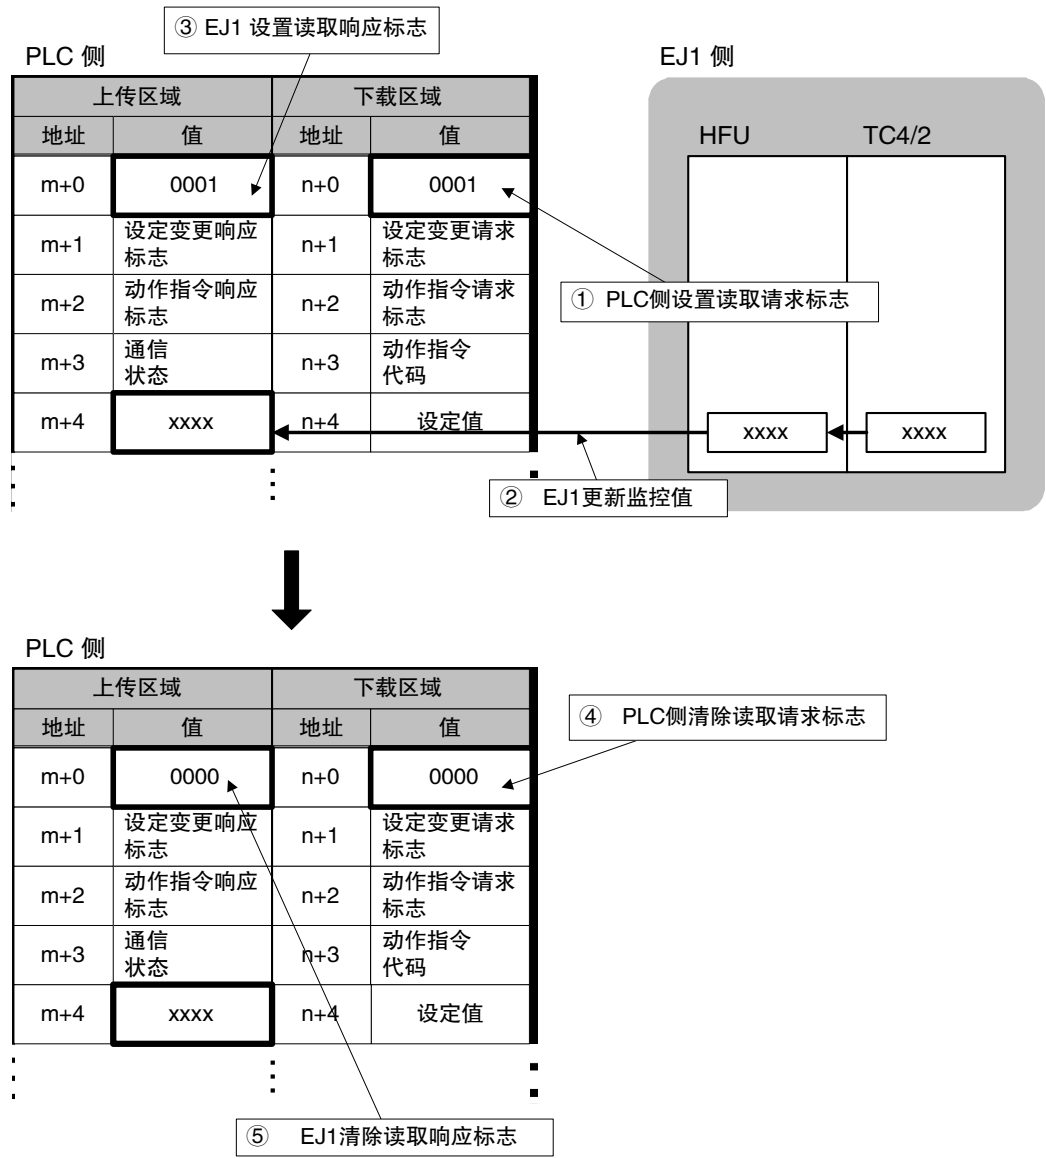 ③ EJ1 设置读取响应标志
PLC 侧
EJ1 侧
上传区域 下载区域
地址 值 地址 值
HFU TC4/2
m+0 0001 n+0 0001
m+1 设定变更响应 n+1 设定变更请求
标志 标志
m+2 动作指令响应 n+2 动作指令请求
标志 标志
① PLC侧设置读取请求标志
m+3 通信 n+3 动作指令
状态 代码
m+4 xxxx n+4 设定值 xxxx xxxx
② EJ1更新监控值
PLC 侧
上传区域 下载区域
④ PLC侧清除读取请求标志
地址 值 地址 值
m+0 0000 n+0 0000
m+1 设定变更响应 n+1 设定变更请求
标志 标志
m+2 动作指令响应 n+2 动作指令请求
标志 标志
m+3 通信 n+3 动作指令
状态 代码
m+4 xxxx n+4 设定值
⑤ EJ1清除读取响应标志